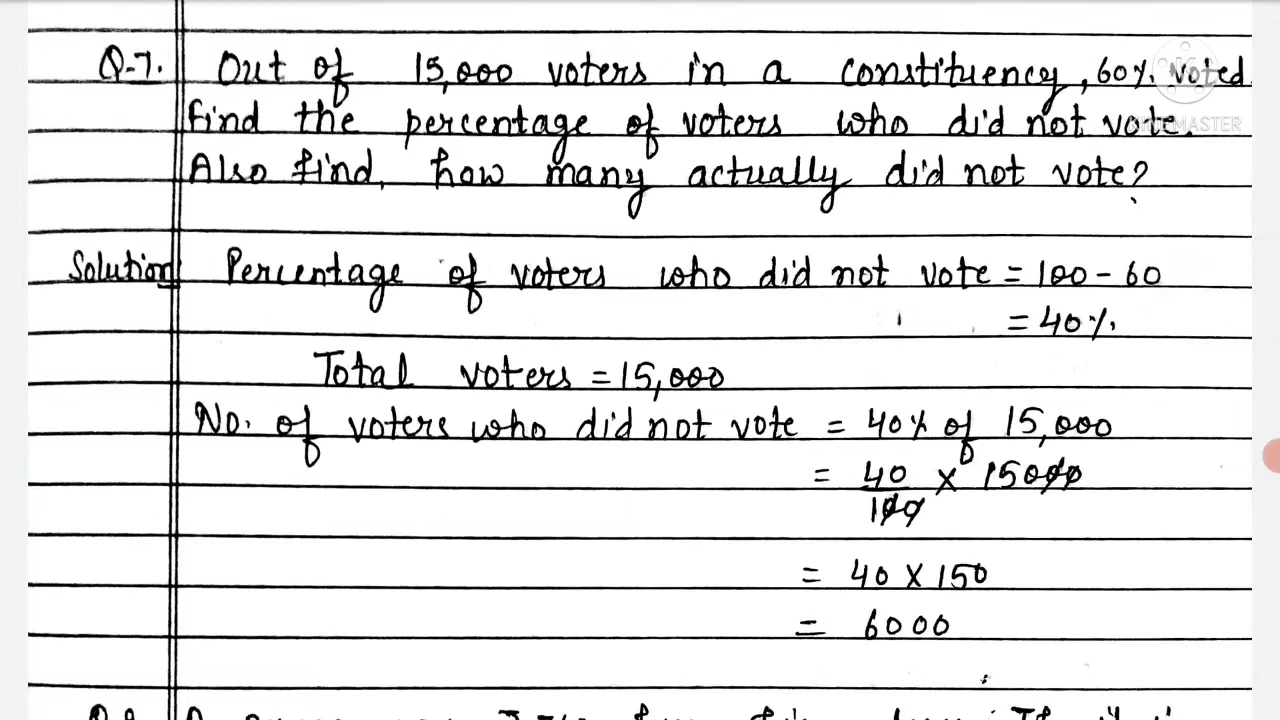 Q-7. Out of 15,000 voters in a constituency, 60% voted.
Find the percentage of voters who did not vote.
Also find, how many actually did not vote?
Solution Percentage of voters who did not vote = 100 - 60
= 40%
Total voters = 15,000
No. of voters who did not vote = 40% of 15,000
= 40/100 × 15000
= 40 × 150
= 6000